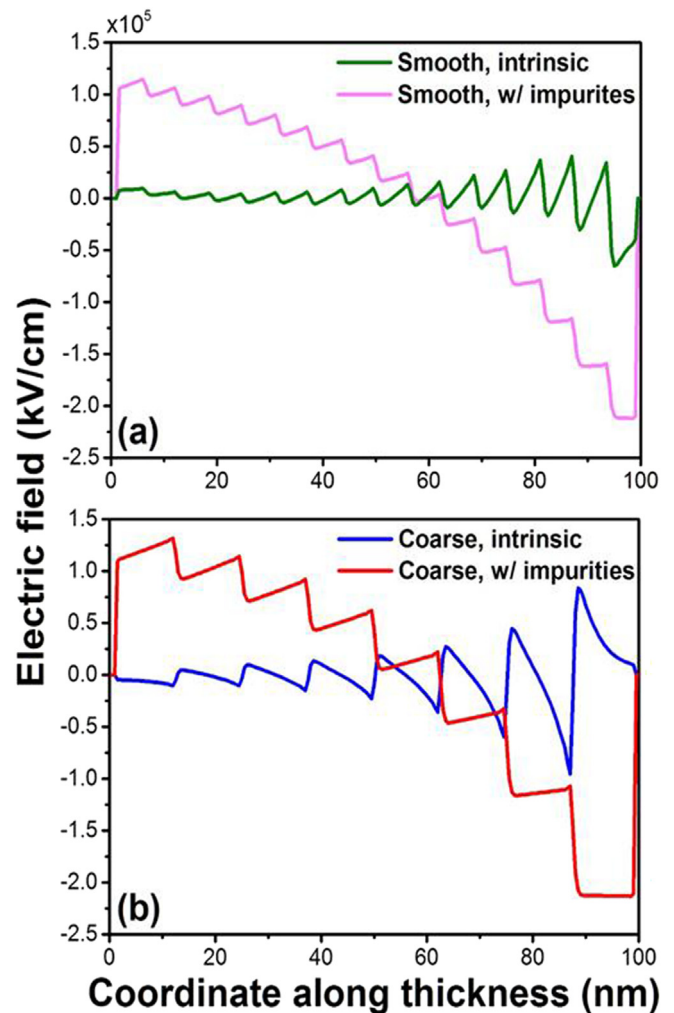 x10⁵
1.5
1.0
0.5
0.0
-0.5
-1.0
-1.5
-2.0
-2.5
Smooth, intrinsic
Smooth, w/ impurites
(a)
0 20 40 60 80 100
Electric field (kV/cm)
1.5
1.0
0.5
0.0
-0.5
-1.0
-1.5
-2.0
-2.5
Coarse, intrinsic
Coarse, w/ impurities
(b)
0 20 40 60 80 100
Coordinate along thickness (nm)